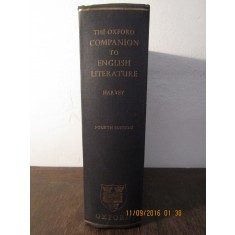 THE OXFORD
COMPANION
TO
ENGLISH
LITERATURE
HARVEY
FOURTH EDITION
OXFORD
11/09/2016 01:38